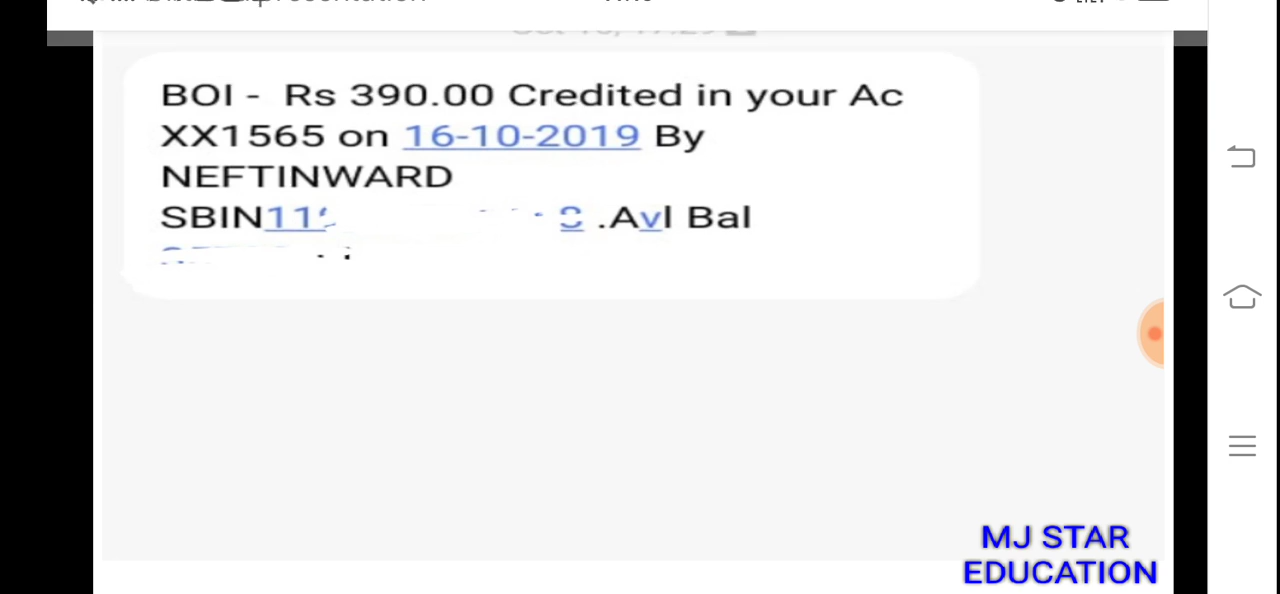 BOI - Rs 390.00 Credited in your Ac
XX1565 on 16-10-2019 By
NEFTINWARD
.Avl Bal
MJ STAR
EDUCATION